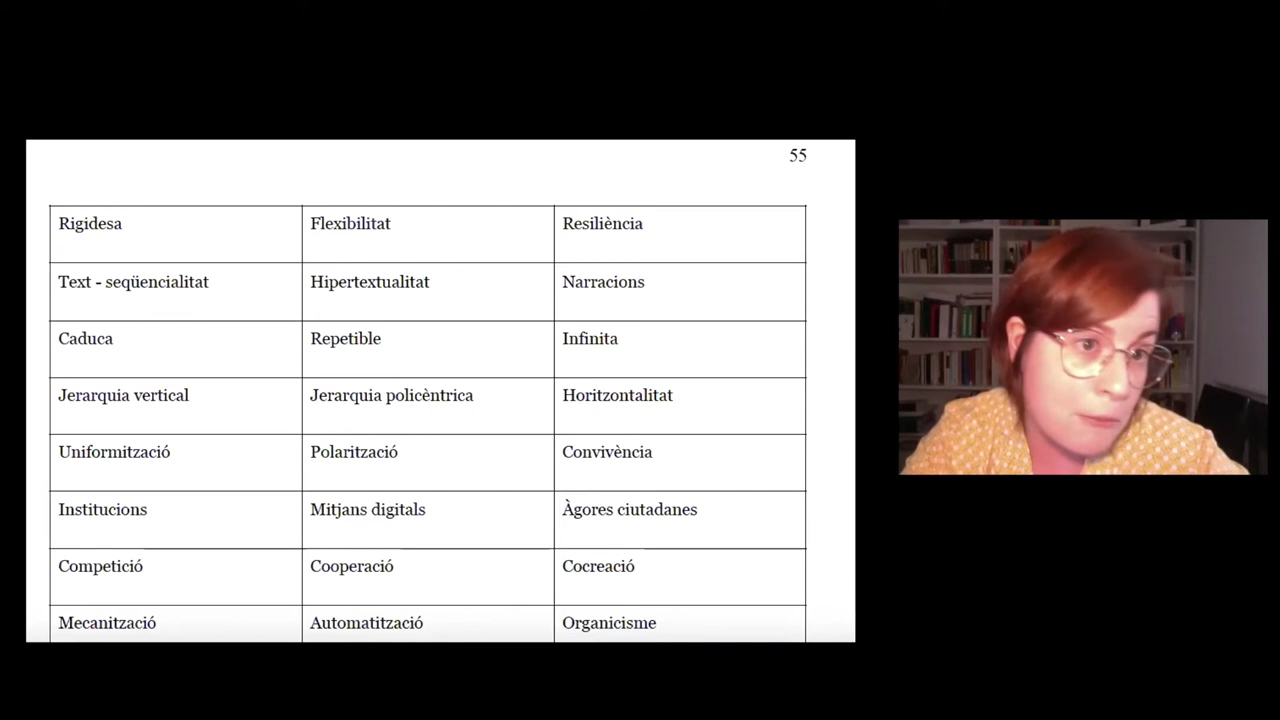 55
Rigidesa Flexibilitat Resiliència
Text - seqüencialitat Hipertextualitat Narracions
Caduca Repetible Infinita
Jerarquia vertical Jerarquia policèntrica Horitzontalitat
Uniformització Polarització Convivència
Institucions Mitjans digitals Àgores ciutadanes
Competició Cooperació Cocreació
Mecanització Automatització Organicisme